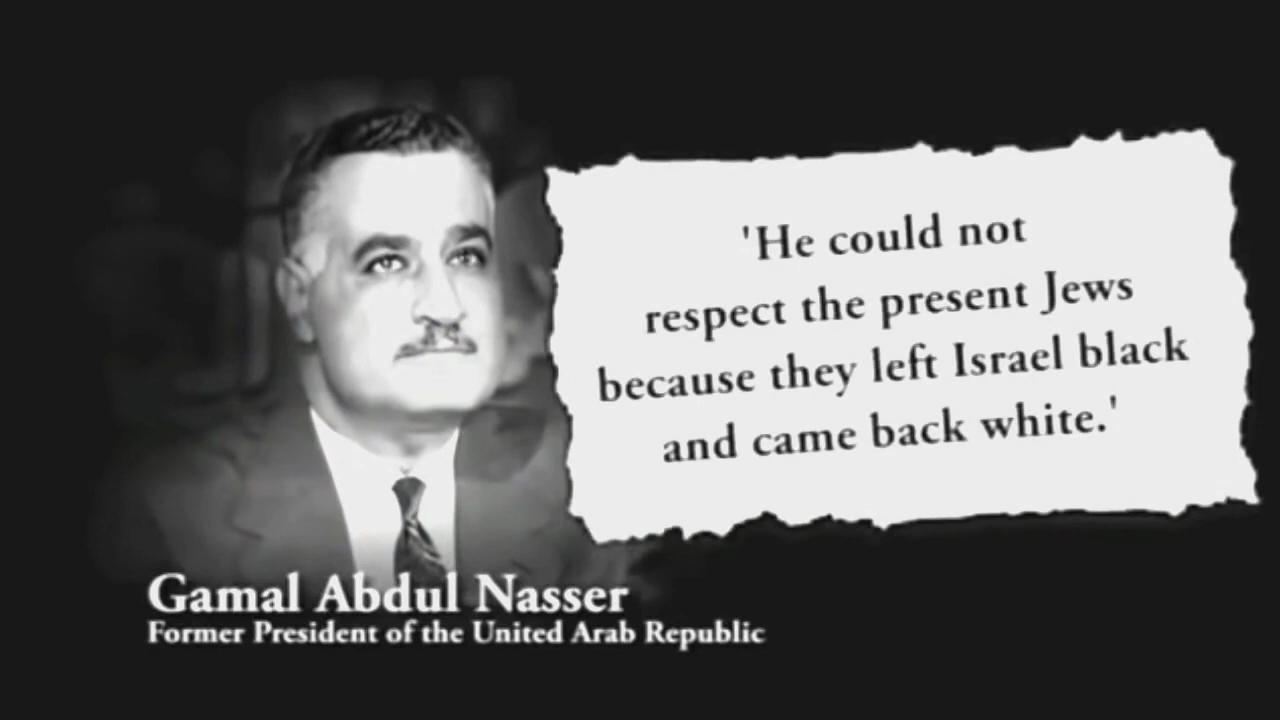 'He could not
respect the present Jews
because they left Israel black
and came back white.'
Gamal Abdul Nasser
Former President of the United Arab Republic